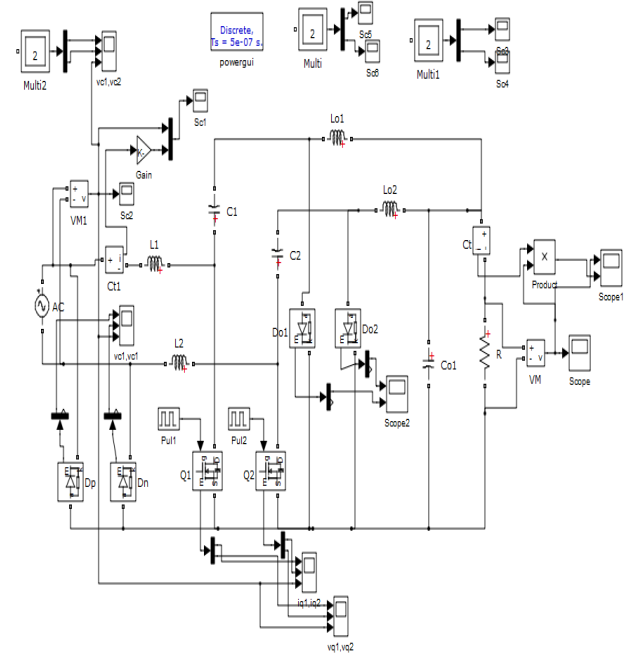 2
Multi2
vc1,vc2
Discrete,
Ts = 5e-07 s.
powergui
2
Multi
Sc5
Sc6
2
Multi1
Sc3
Sc4
Sc1
K-
Gain
Lo1
Lo2
C1
C2
+ - v
VM1
Sc2
Ct1
L1
AC
vo1,vo1
L2
Ct
×
Product
Scope1
Do1
Do2
Co1
R
+ - v
VM
Scope
Scope2
Pul1
Pul2
Q1
Q2
Dp
Dn
iq1,iq2
vq1,vq2